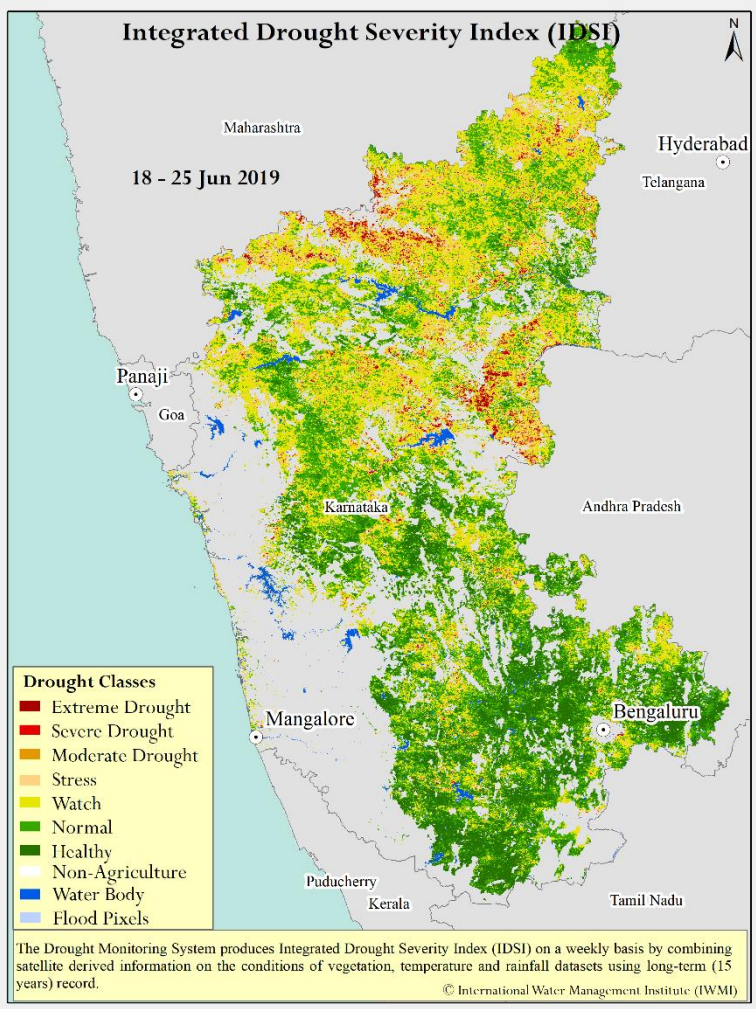 Integrated Drought Severity Index (IDSI)
N
Maharashtra
Hyderabad
18 - 25 Jun 2019
Telangana
Panaji
Goa
Karnataka
Andhra Pradesh
Drought Classes
Extreme Drought
Severe Drought
Moderate Drought
Stress
Watch
Normal
Healthy
Non-Agriculture
Water Body
Flood Pixels
Mangalore
Bengaluru
Puducherry
Kerala
Tamil Nadu
The Drought Monitoring System produces Integrated Drought Severity Index (IDSI) on a weekly basis by combining
satellite derived information on the conditions of vegetation, temperature and rainfall datasets using long-term (15
years) record.
© International Water Management Institute (IWMI)